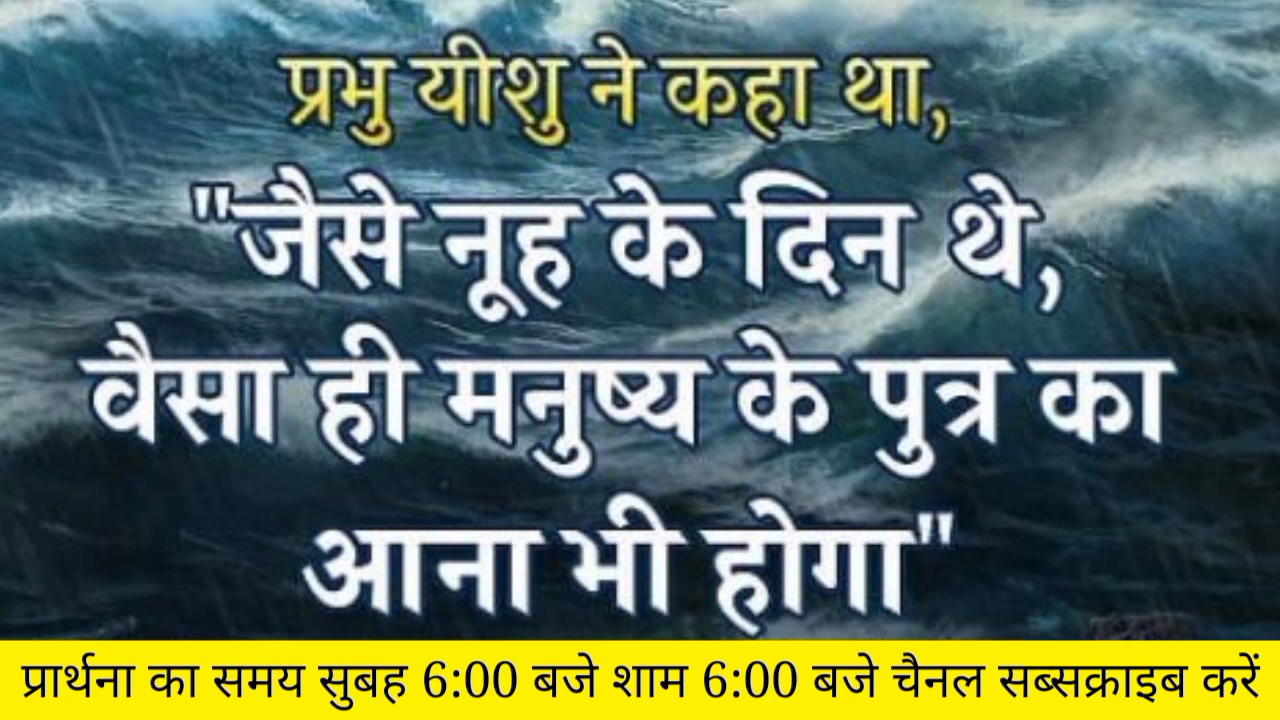 प्रभु यीशु ने कहा था,
"जैसे नूह के दिन थे,
वैसा ही मनुष्य के पुत्र का
आना भी होगा"
प्रार्थना का समय सुबह 6:00 बजे शाम 6:00 बजे चैनल सब्सक्राइब करें